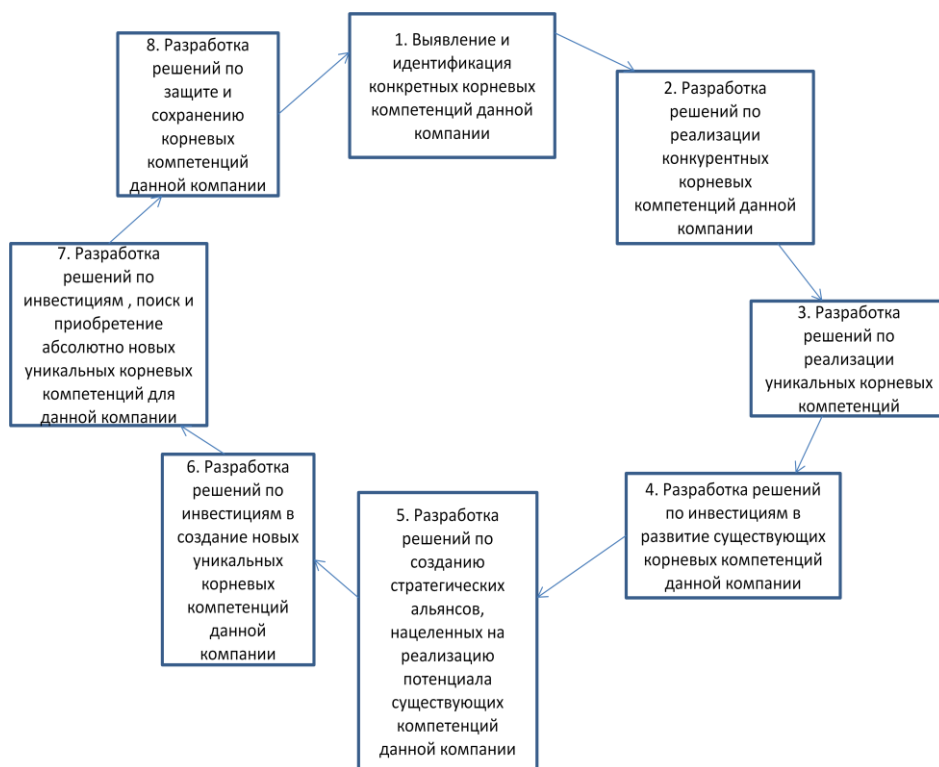 1. Выявление и
идентификация
конкретных корневых
компетенций данной
компании
2. Разработка
решений по
реализации
конкурентных
корневых
компетенций данной
компании
3. Разработка
решений по
реализации
уникальных корневых
компетенций
4. Разработка решений
по инвестициям в
развитие существующих
корневых компетенций
данной компании
5. Разработка
решений по
созданию
стратегических
альянсов,
нацеленных на
реализацию
потенциала
существующих
компетенций
данной компании
6. Разработка
решений по
инвестициям в
создание новых
уникальных
корневых
компетенций
данной
компании
7. Разработка
решений по
инвестициям , поиск и
приобретение
абсолютно новых
уникальных корневых
компетенций для
данной компании
8. Разработка
решений по
защите и
сохранению
корневых
компетенций
данной компании